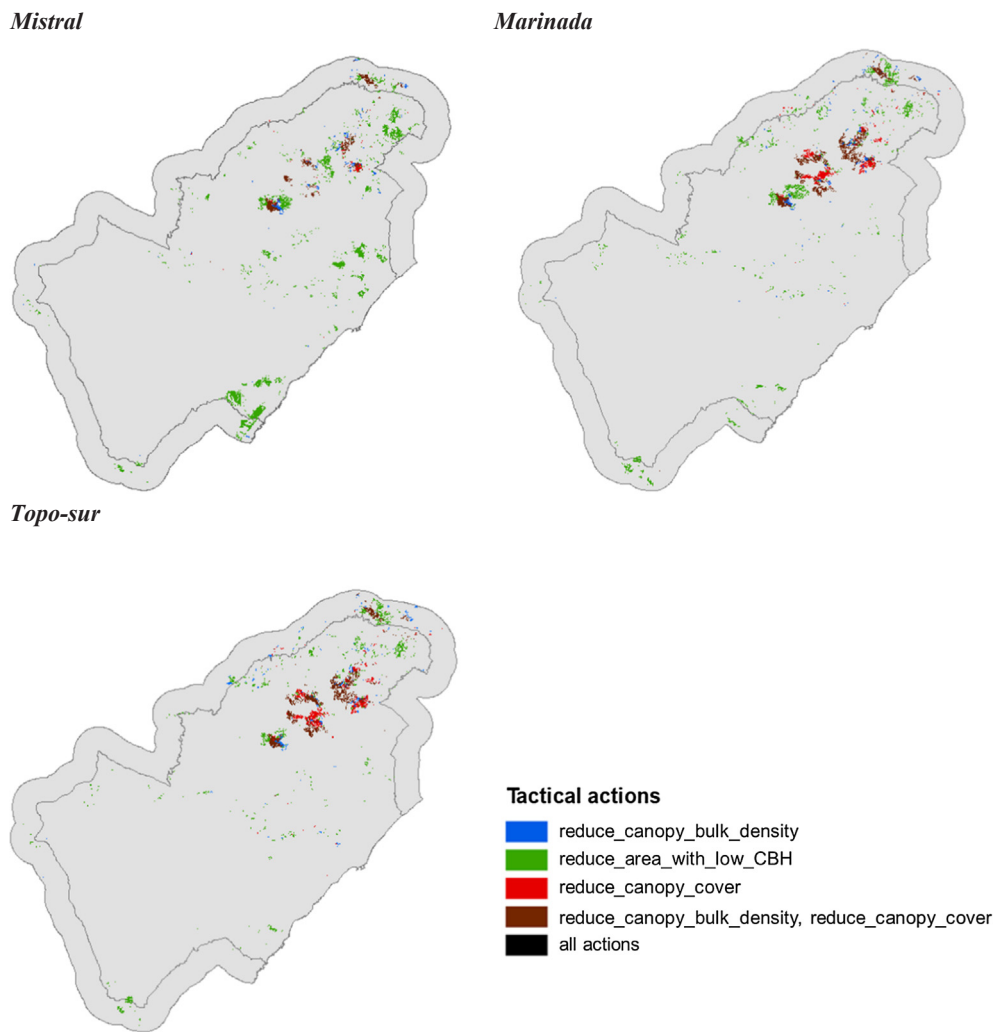 Mistral
Marinada
Topo-sur
Tactical actions
reduce_canopy_bulk_density
reduce_area_with_low_CBH
reduce_canopy_cover
reduce_canopy_bulk_density, reduce_canopy_cover
all actions